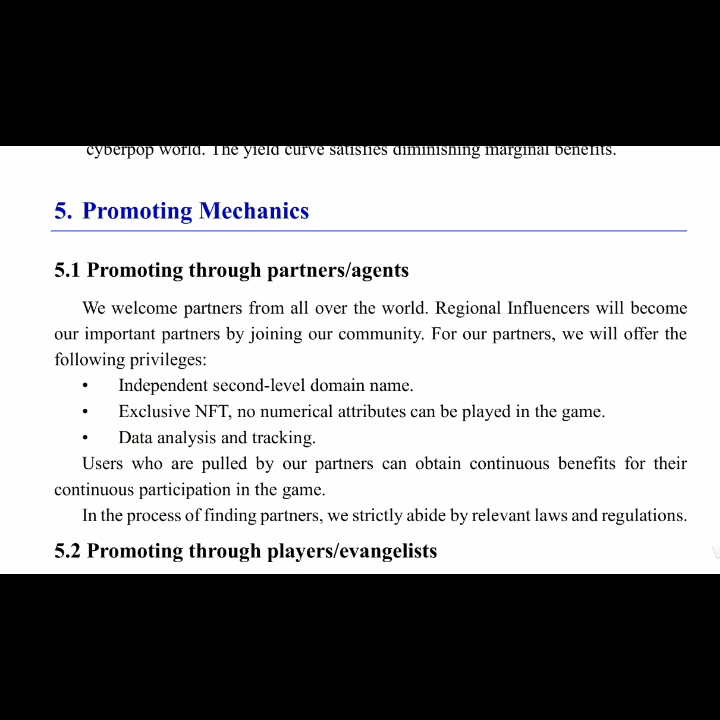 cyberpop world. The yield curve satisfies diminishing marginal benefits.
5. Promoting Mechanics
5.1 Promoting through partners/agents
We welcome partners from all over the world. Regional Influencers will become
our important partners by joining our community. For our partners, we will offer the
following privileges:
• Independent second-level domain name.
• Exclusive NFT, no numerical attributes can be played in the game.
• Data analysis and tracking.
Users who are pulled by our partners can obtain continuous benefits for their
continuous participation in the game.
In the process of finding partners, we strictly abide by relevant laws and regulations.
5.2 Promoting through players/evangelists